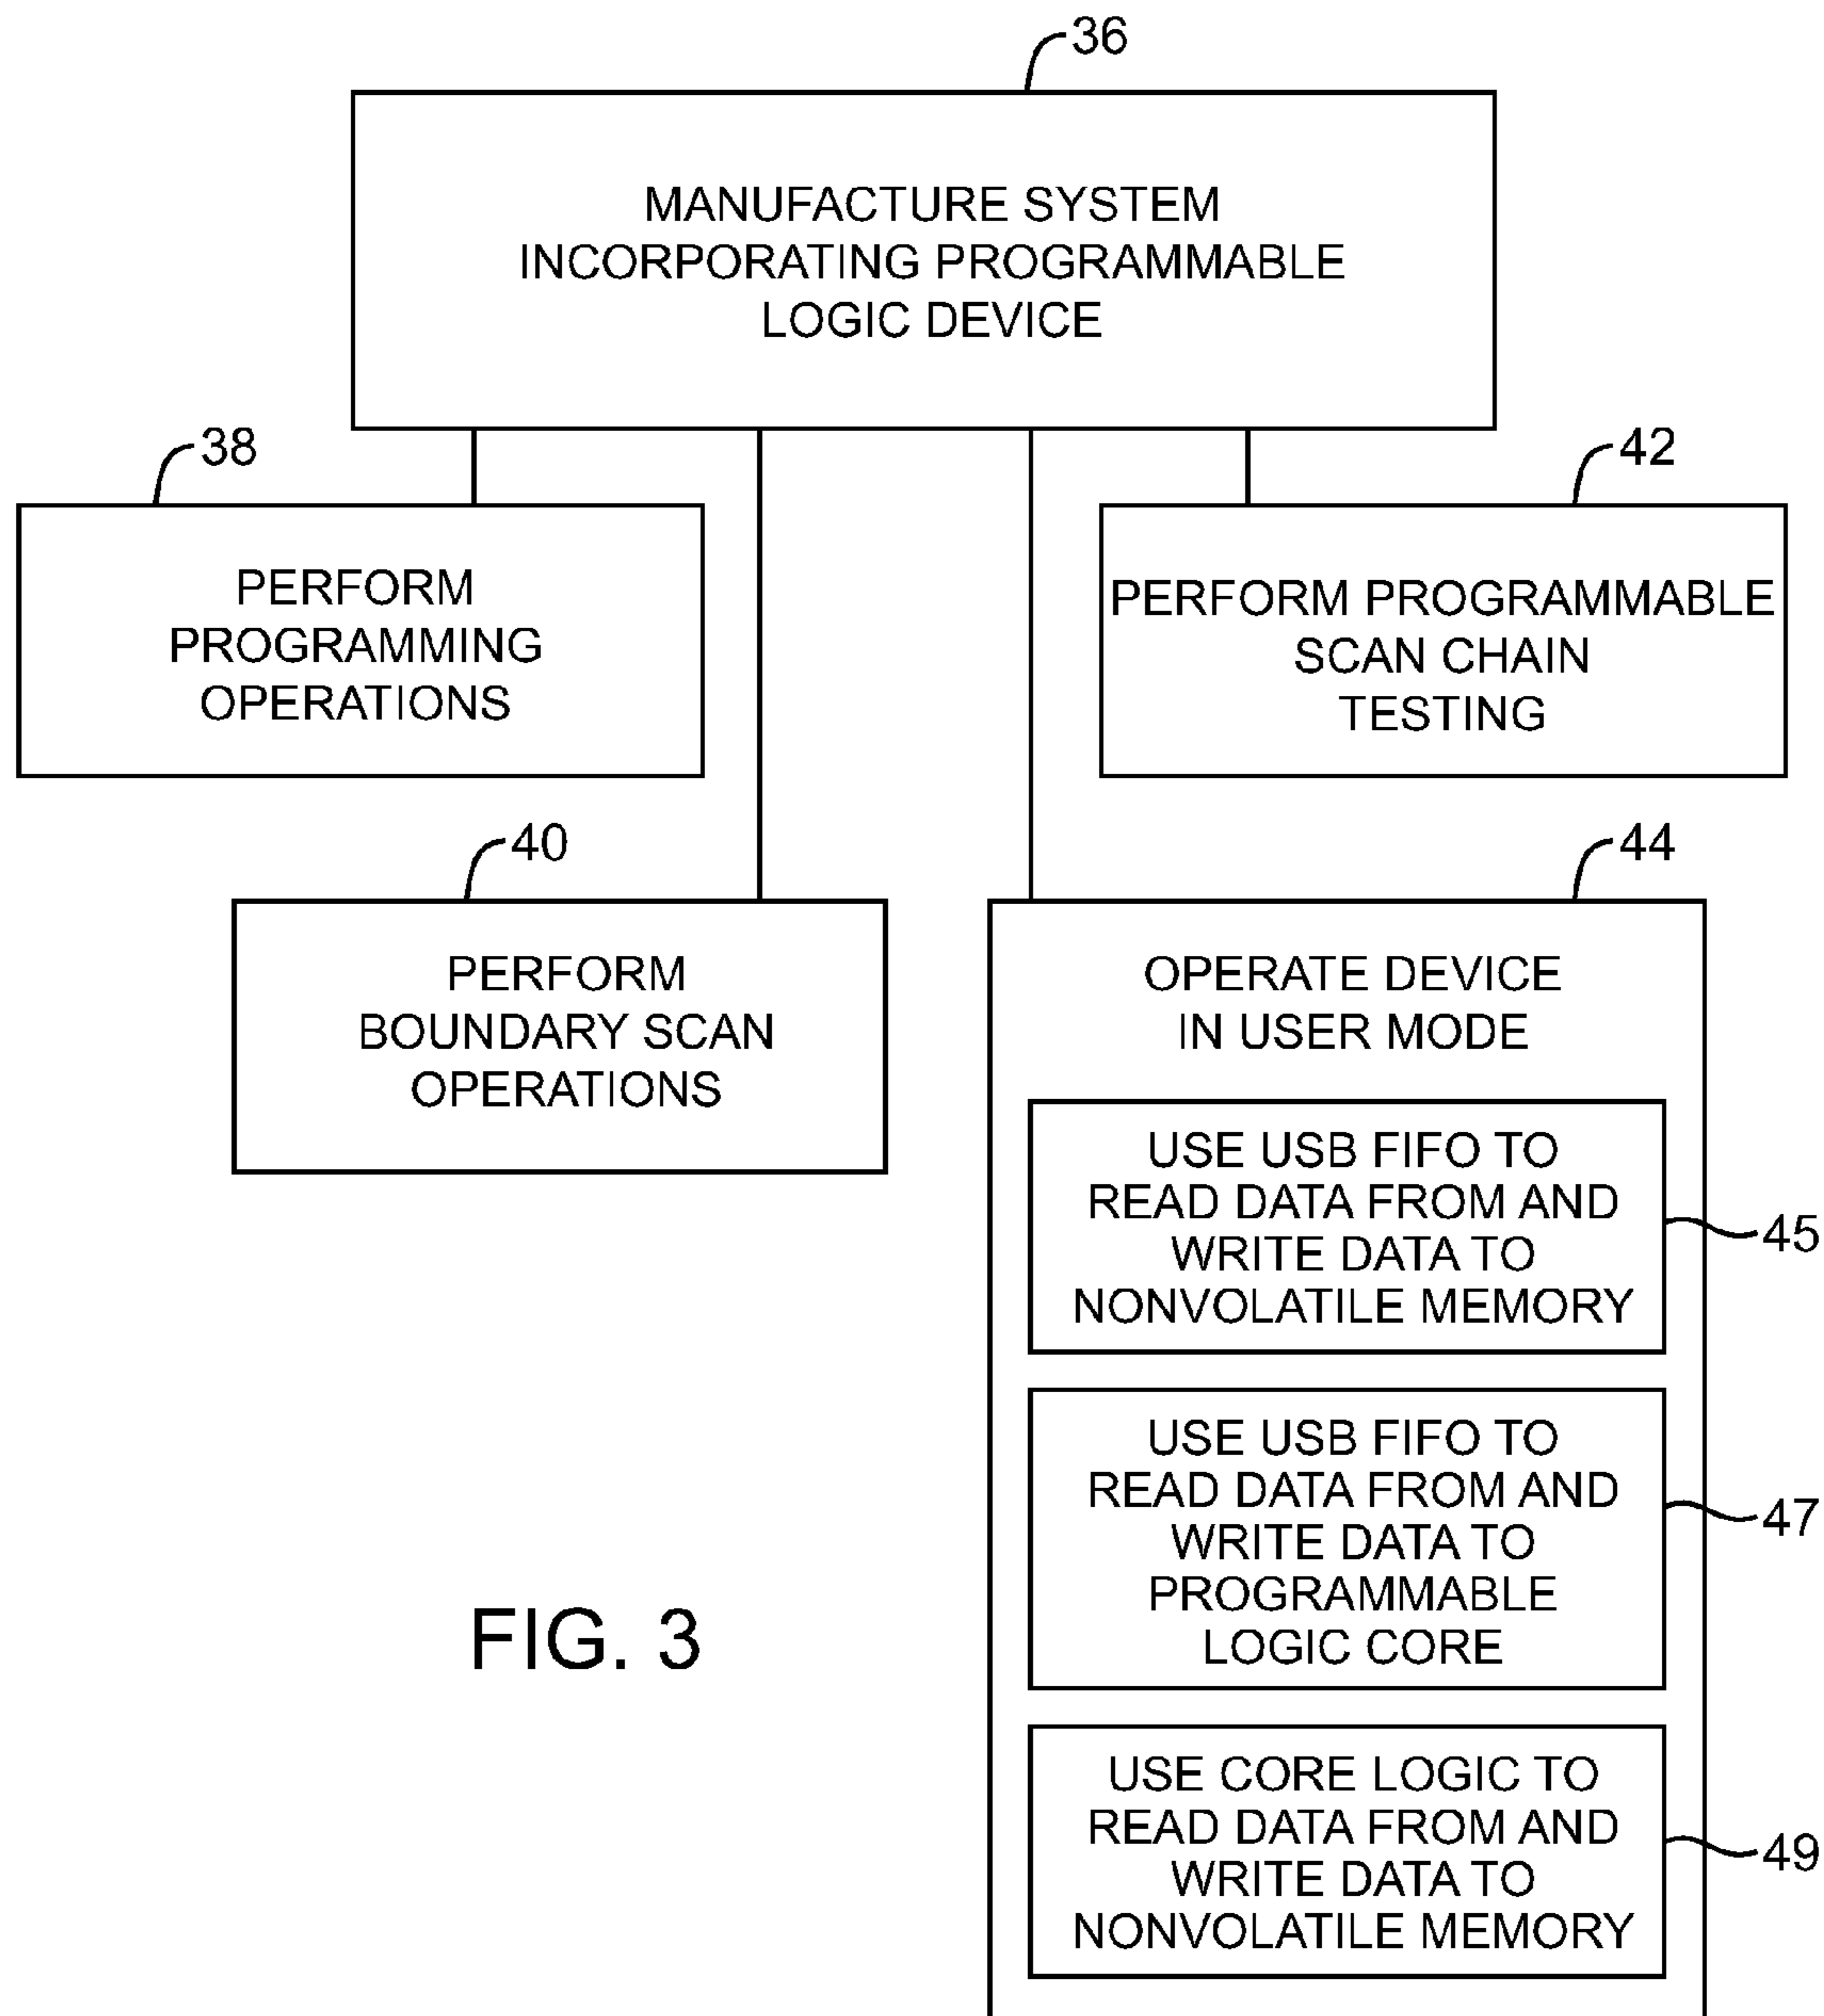 36
MANUFACTURE SYSTEM
INCORPORATING PROGRAMMABLE
LOGIC DEVICE
38
PERFORM
PROGRAMMING
OPERATIONS
42
PERFORM PROGRAMMABLE
SCAN CHAIN
TESTING
40
PERFORM
BOUNDARY SCAN
OPERATIONS
44
OPERATE DEVICE
IN USER MODE
USE USB FIFO TO
READ DATA FROM AND
WRITE DATA TO
NONVOLATILE MEMORY
45
USE USB FIFO TO
READ DATA FROM AND
WRITE DATA TO
PROGRAMMABLE
LOGIC CORE
47
USE CORE LOGIC TO
READ DATA FROM AND
WRITE DATA TO
NONVOLATILE MEMORY
49
FIG. 3